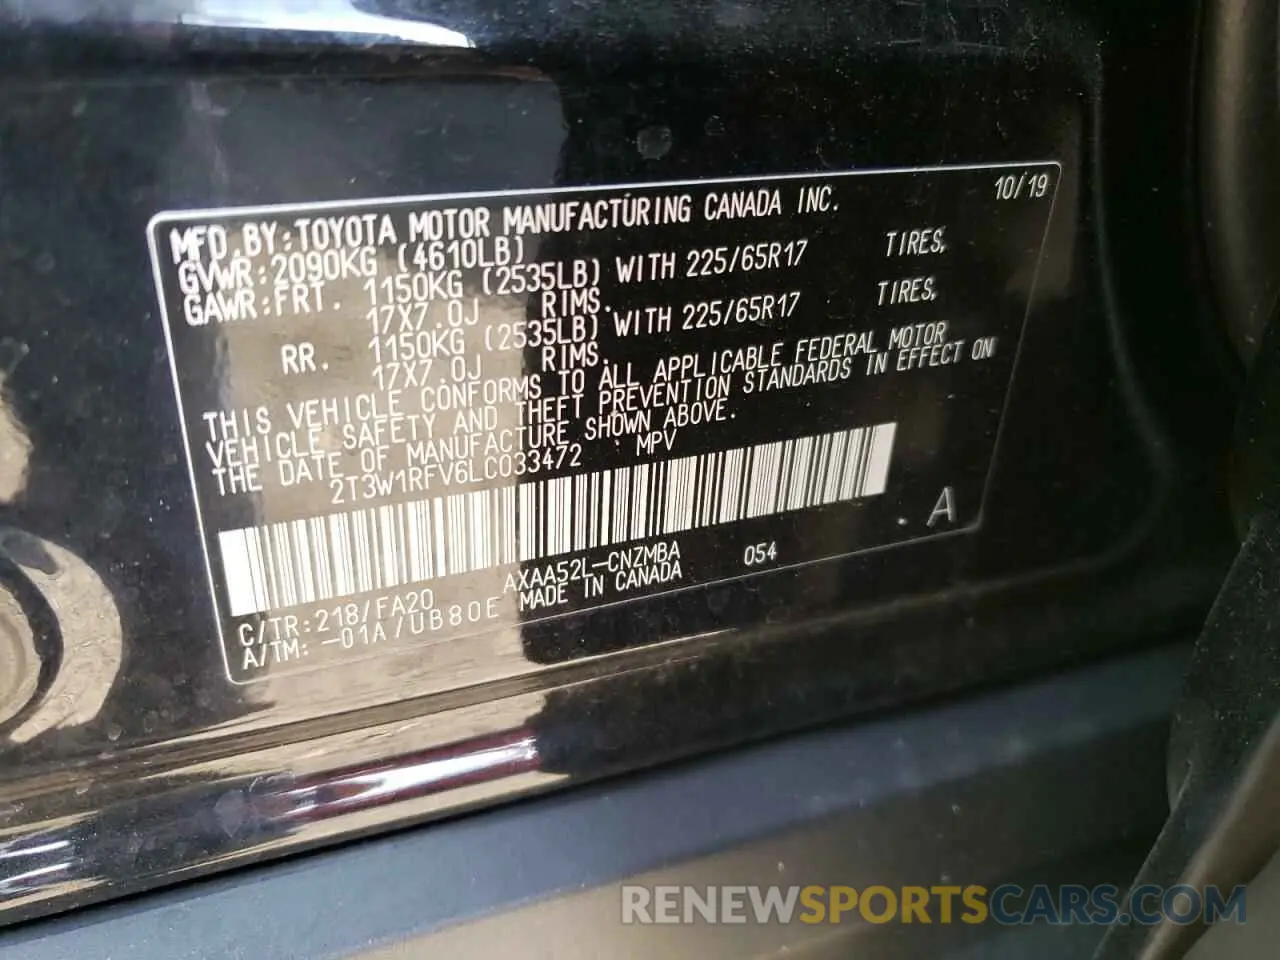 10/19
MFD.BY:TOYOTA MOTOR MANUFACTURING CANADA INC.
GVWR:2090KG (4610LB)
GAWR:FRT. 1150KG (2535LB) WITH 225/65R17 TIRES,
17X7.0J RIMS.
RR. 1150KG (2535LB) WITH 225/65R17 TIRES,
17X7.0J RIMS.
THIS VEHICLE CONFORMS TO ALL APPLICABLE FEDERAL MOTOR
VEHICLE SAFETY AND THEFT PREVENTION STANDARDS IN EFFECT ON
THE DATE OF MANUFACTURE SHOWN ABOVE.
2T3W1RFV6LC033472 MPV
. A
AXAA52L-CNZMBA 054
C/TR:218/FA20 MADE IN CANADA
A/TM: -01A/UB80E
RENEWSPORTSCARS.COM